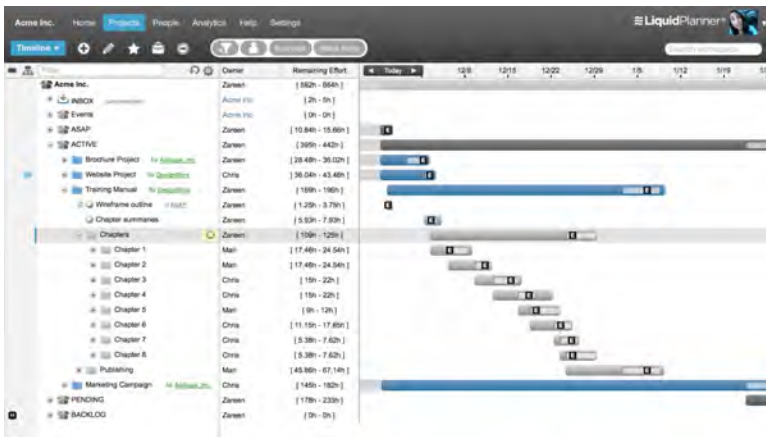 Acme Inc. Home Projects People Analytics Help Settings LiquidPlanner
Timeline
Owner Remaining Effort Today 12/8 12/15 12/22 12/29 1/5 1/12 1/19
Acme Inc. Zareen
INBOX Acme Inc [ 2h - 5h ]
Events Acme Inc [ 0h - 0h ]
ASAP Zareen [ 10.84h - 15.66h ]
ACTIVE Zareen [ 395h - 442h ]
Brochure Project Zareen [ 28.48h - 36.02h ]
Website Project Chris [ 36.04h - 43.46h ]
Training Manual Zareen [ 169h - 196h ]
Wireframe outline Zareen [ 1.25h - 3.75h ]
Chapter summaries Zareen [ 5.93h - 7.93h ]
Chapters Zareen [ 109h - 125h ]
Chapter 1 Mari [ 17.46h - 24.54h ]
Chapter 2 Mari [ 17.46h - 24.54h ]
Chapter 3 Chris [ 15h - 22h ]
Chapter 4 Chris [ 15h - 22h ]
Chapter 5 Mari [ 9h - 12h ]
Chapter 6 Chris [ 11.15h - 17.85h ]
Chapter 7 Chris [ 5.38h - 7.62h ]
Chapter 8 Chris [ 5.38h - 7.62h ]
Publishing Zareen [ 45.86h - 67.14h ]
Marketing Campaign Chris [ 145h - 182h ]
PENDING Zareen [ 178h - 233h ]
BACKLOG Zareen [ 0h - 0h ]